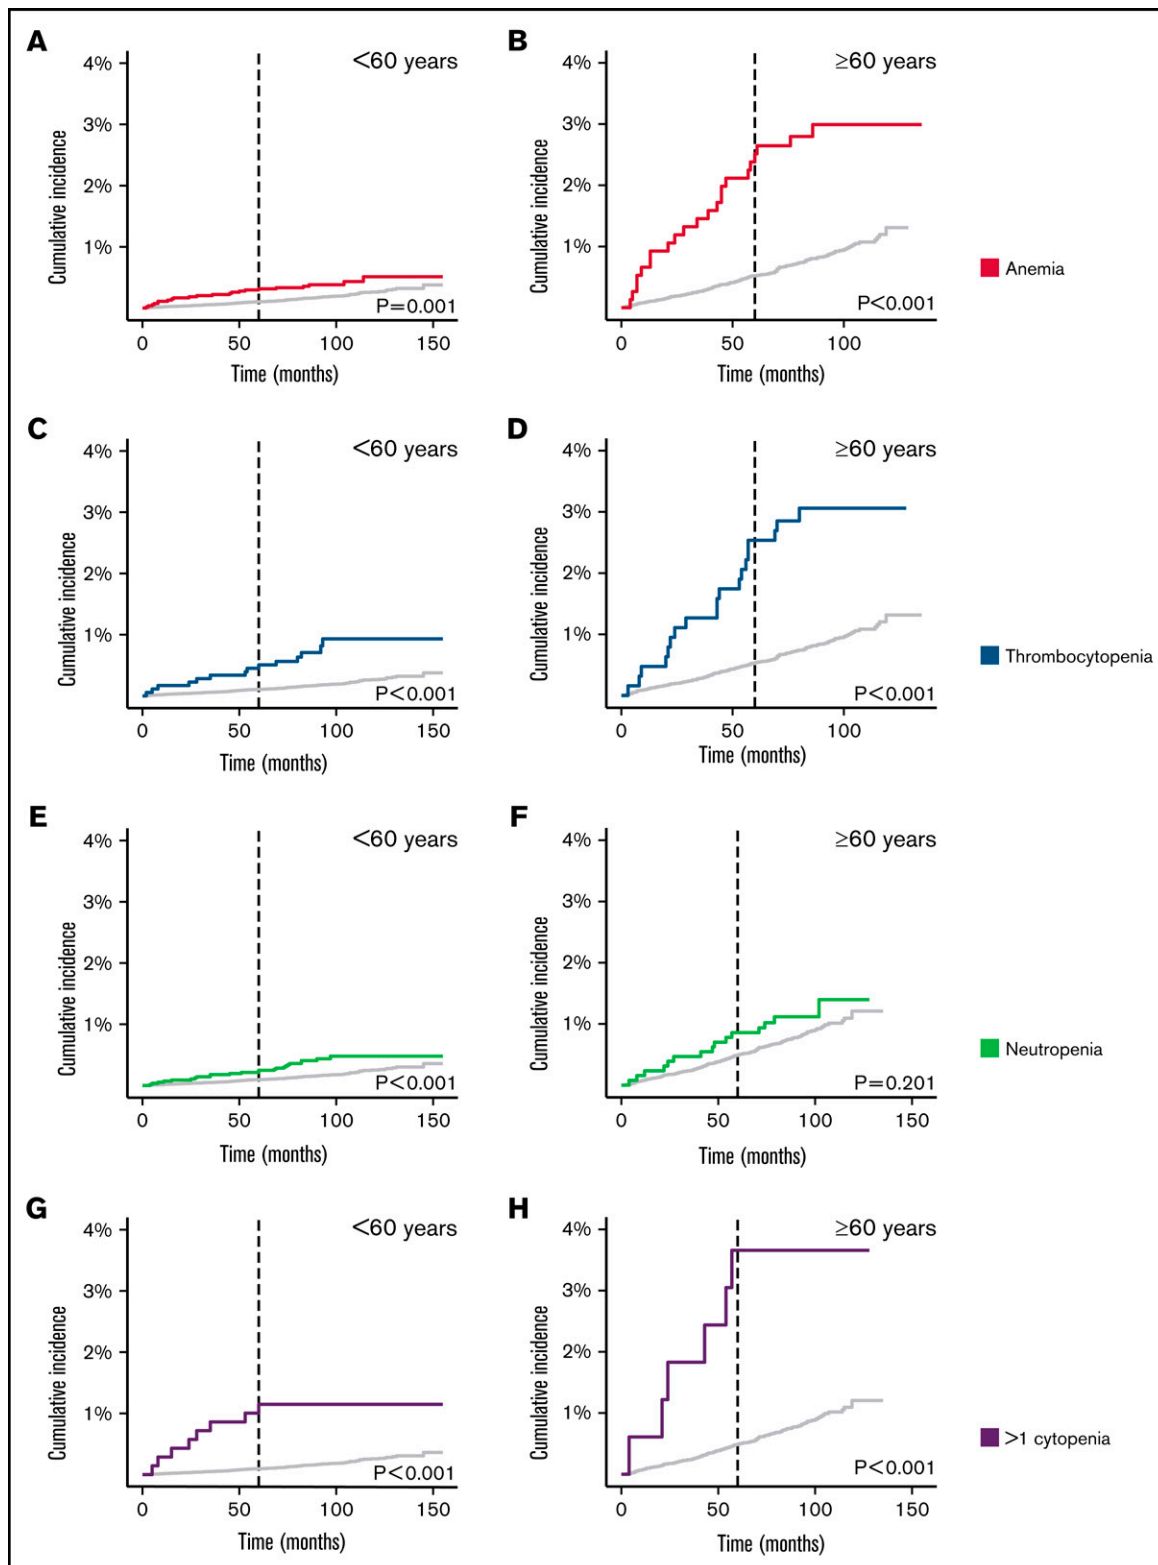 A
<60 years
4%
3%
2%
1%
Cumulative incidence
P=0.001
0 50 100 150
Time (months)
B
≥60 years
4%
3%
2%
1%
Cumulative incidence
P<0.001
0 50 100
Time (months)
Anemia
C
<60 years
4%
3%
2%
1%
Cumulative incidence
P<0.001
0 50 100 150
Time (months)
D
≥60 years
4%
3%
2%
1%
Cumulative incidence
P<0.001
0 50 100
Time (months)
Thrombocytopenia
E
<60 years
4%
3%
2%
1%
Cumulative incidence
P<0.001
0 50 100 150
Time (months)
F
≥60 years
4%
3%
2%
1%
Cumulative incidence
P=0.201
0 50 100 150
Time (months)
Neutropenia
G
<60 years
4%
3%
2%
1%
Cumulative incidence
P<0.001
0 50 100 150
Time (months)
H
≥60 years
4%
3%
2%
1%
Cumulative incidence
P<0.001
0 50 100 150
Time (months)
>1 cytopenia